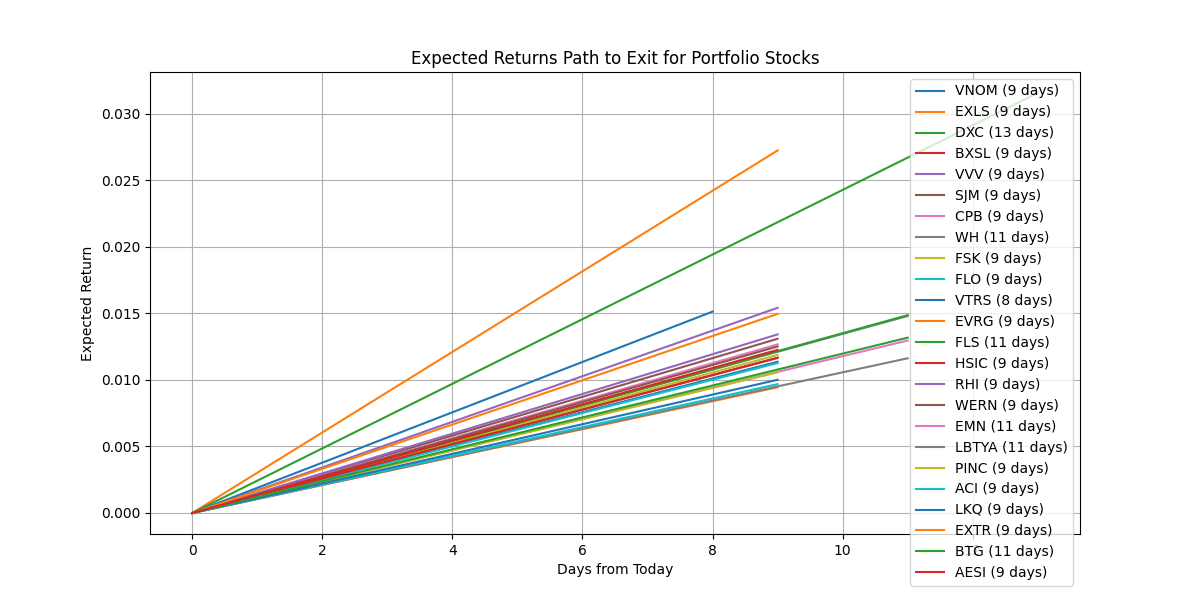 Expected Returns Path to Exit for Portfolio Stocks
Expected Return
0.030
0.025
0.020
0.015
0.010
0.005
0.000
0 2 4 6 8 10
Days from Today
VNOM (9 days)
EXLS (9 days)
DXC (13 days)
BXSL (9 days)
VVV (9 days)
SJM (9 days)
CPB (9 days)
WH (11 days)
FSK (9 days)
FLO (9 days)
VTRS (8 days)
EVRG (9 days)
FLS (11 days)
HSIC (9 days)
RHI (9 days)
WERN (9 days)
EMN (11 days)
LBTYA (11 days)
PINC (9 days)
ACI (9 days)
LKQ (9 days)
EXTR (9 days)
BTG (11 days)
AESI (9 days)